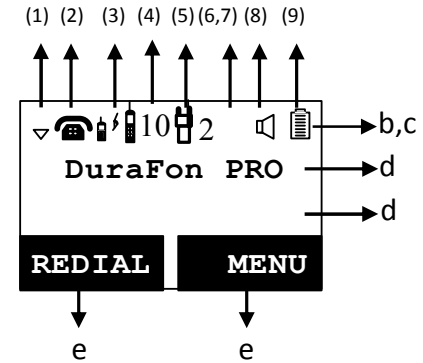 (1) (2) (3) (4) (5) (6,7) (8) (9)
10 2 b,c
DuraFon PRO d
d
REDIAL MENU
e e